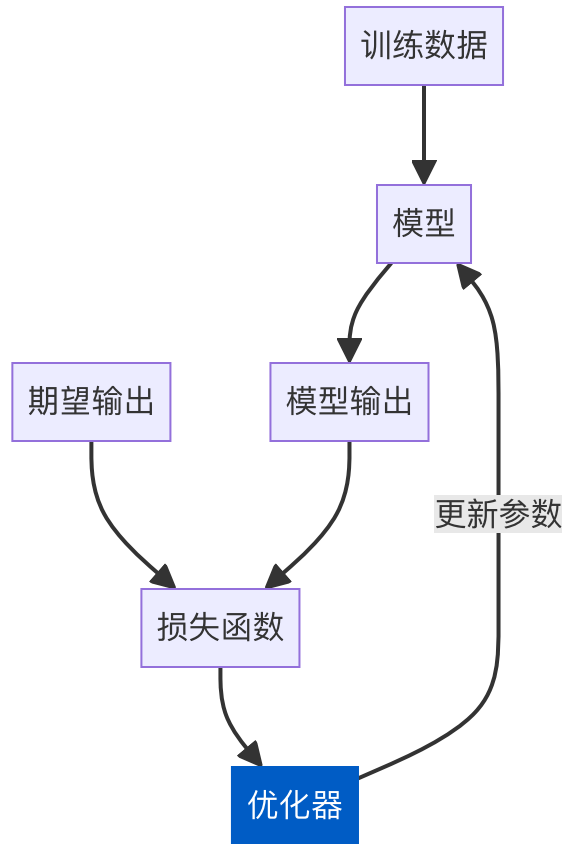 训练数据
模型
期望输出
模型输出
更新参数
损失函数
优化器